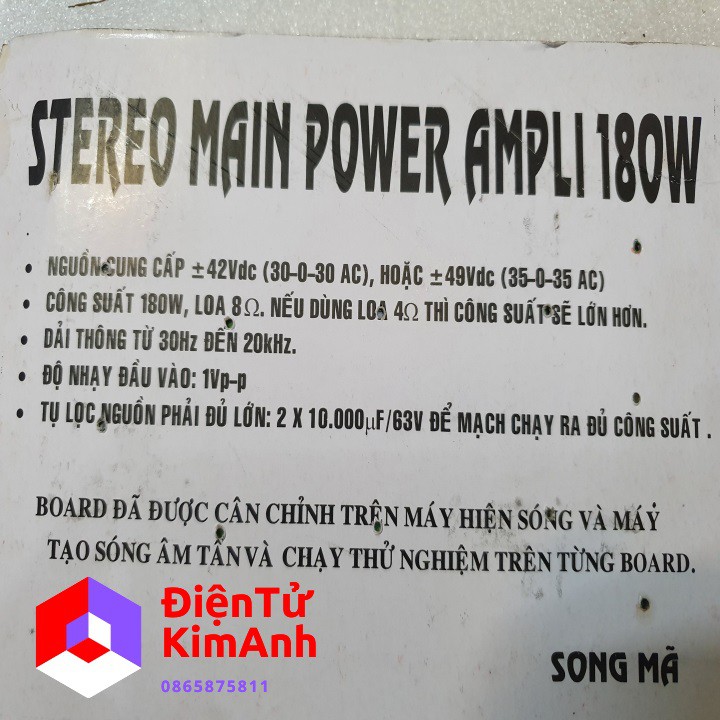 STEREO MAIN POWER AMPLI 180W
• NGUỒN CUNG CẤP ±42Vdc (30-0-30 AC), HOẶC ±49Vdc (35-0-35 AC)
• CÔNG SUẤT 180W, LOA 8Ω. NẾU DÙNG LOA 4Ω THÌ CÔNG SUẤT SẼ LỚN HƠN.
• DẢI THÔNG TỪ 30Hz ĐẾN 20kHz.
• ĐỘ NHẠY ĐẦU VÀO: 1Vp-p
• TỤ LỌC NGUỒN PHẢI ĐỦ LỚN: 2 X 10.000µF/63V ĐỂ MẠCH CHẠY RA ĐỦ CÔNG SUẤT .
BOARD ĐÃ ĐƯỢC CÂN CHỈNH TRÊN MÁY HIỆN SÓNG VÀ MÁY
TẠO SÓNG ÂM TẦN VÀ CHẠY THỬ NGHIỆM TRÊN TỪNG BOARD.
ĐiệnTử
KimAnh
0865875811
SONG MÃ